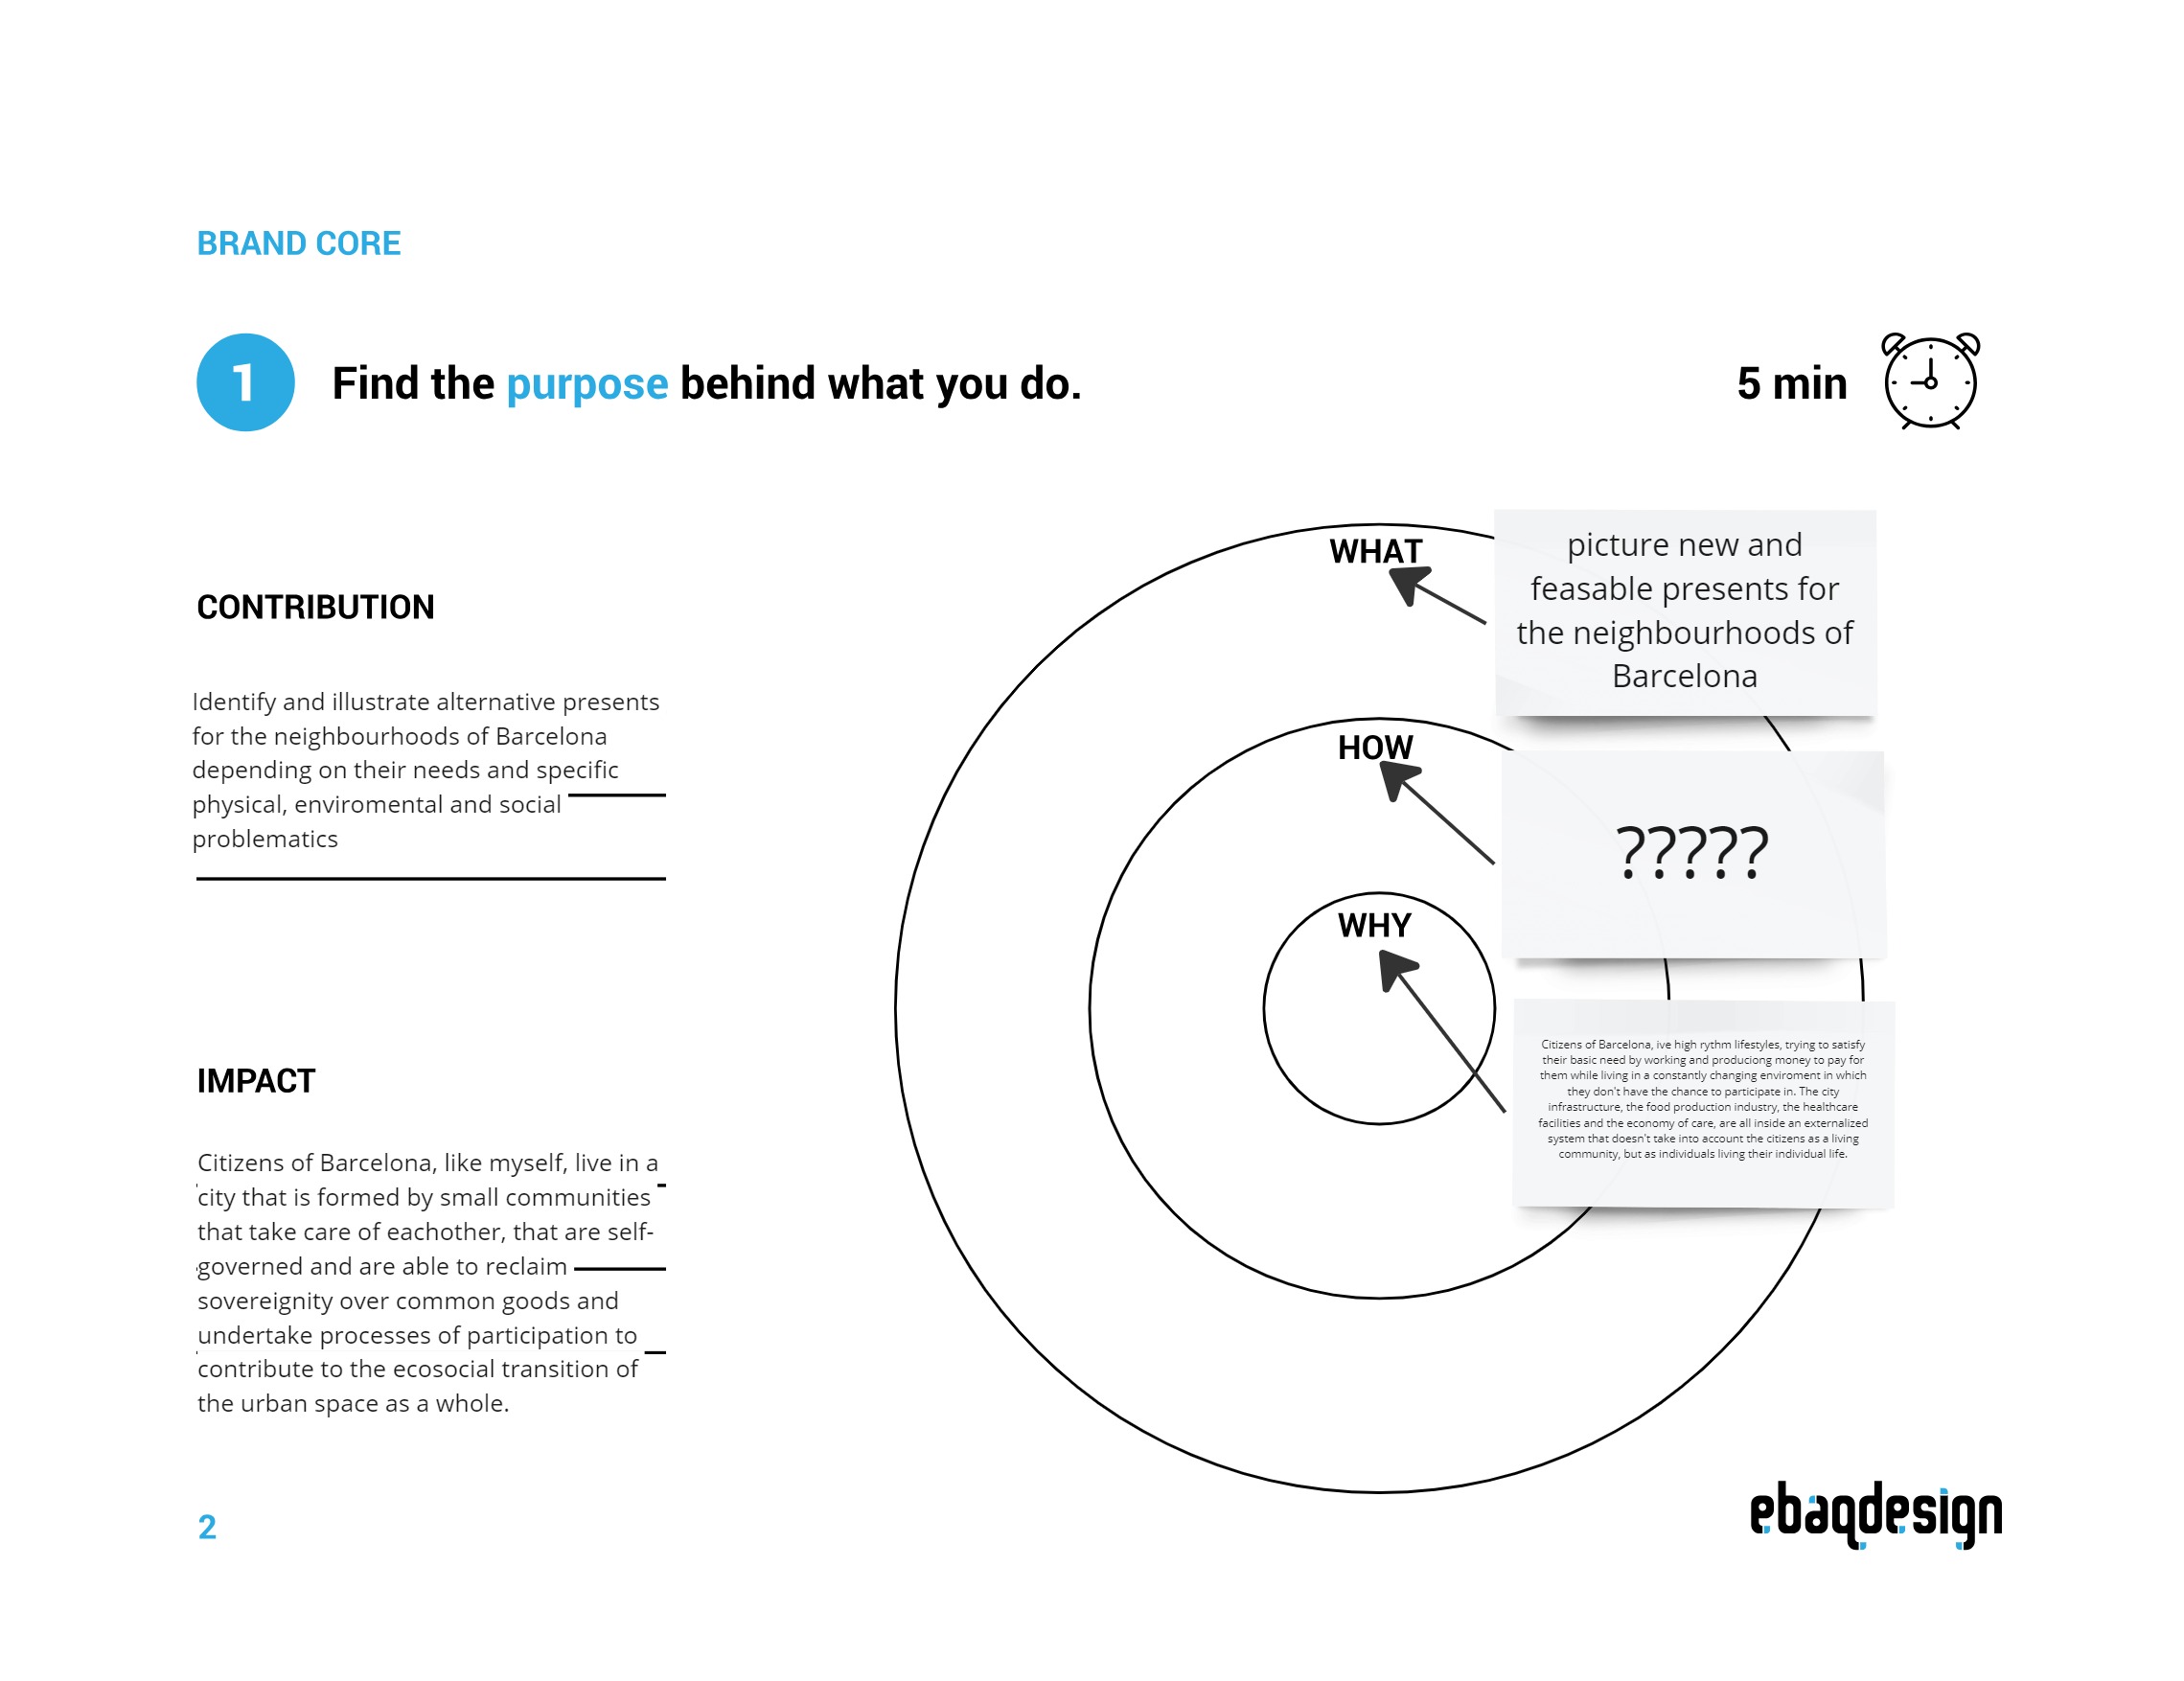 BRAND CORE
1
Find the purpose behind what you do.
5 min
CONTRIBUTION
Identify and illustrate alternative presents
for the neighbourhoods of Barcelona
depending on their needs and specific
physical, enviromental and social
problematics
IMPACT
Citizens of Barcelona, like myself, live in a
city that is formed by small communities
that take care of eachother, that are self-
governed and are able to reclaim
sovereignity over common goods and
undertake processes of participation to
contribute to the ecosocial transition of
the urban space as a whole.
WHAT
picture new and
feasable presents for
the neighbourhoods of
Barcelona
HOW
?????
WHY
Citizens of Barcelona, ive high rythm lifestyles, trying to satisfy
their basic need by working and produciong money to pay for
them while living in a constantly changing enviroment in which
they don't have the chance to participate in. The city
infrastructure, the food production industry, the healthcare
facilities and the economy of care, are all inside an externalized
system that doesn't take into account the citizens as a living
community, but as individuals living their individual life.
2
ebaqdesign